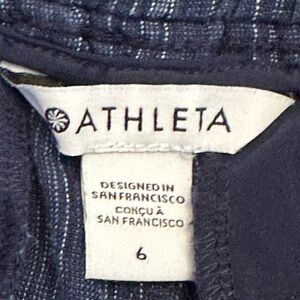 ATHLETA
DESIGNED IN
SAN FRANCISCO
CONÇU À
SAN FRANCISCO
6